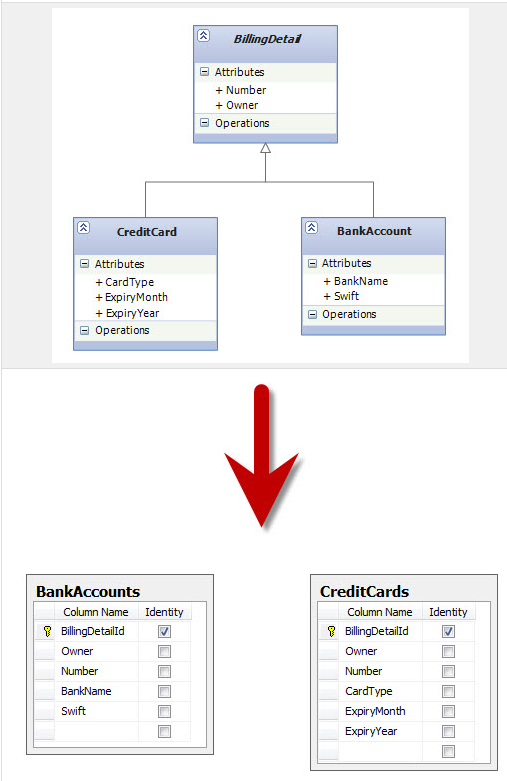 BillingDetail
Attributes
+ Number
+ Owner
Operations
CreditCard
Attributes
+ CardType
+ ExpiryMonth
+ ExpiryYear
Operations
BankAccount
Attributes
+ BankName
+ Swift
Operations
BankAccounts
Column Name Identity
BillingDetailId
Owner
Number
BankName
Swift
CreditCards
Column Name Identity
BillingDetailId
Owner
Number
CardType
ExpiryMonth
ExpiryYear